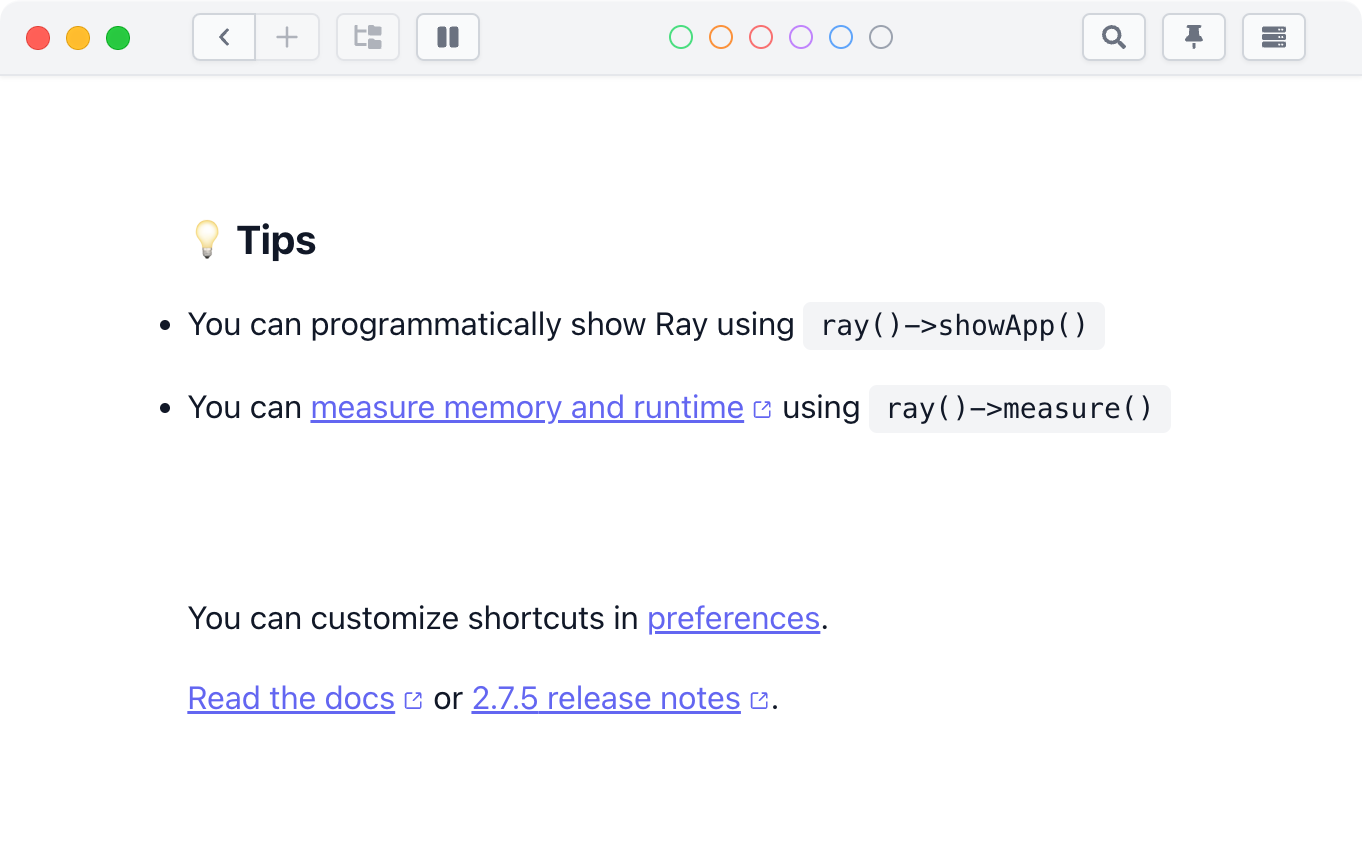 💡 Tips
• You can programmatically show Ray using ray()->showApp()
• You can measure memory and runtime using ray()->measure()
You can customize shortcuts in preferences.
Read the docs or 2.7.5 release notes.